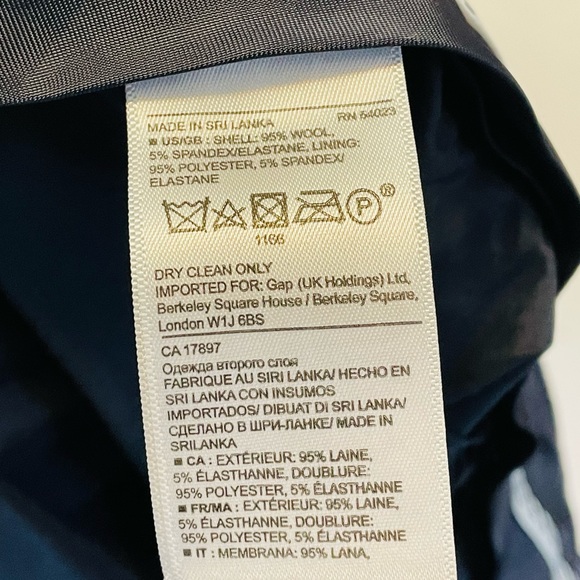 MADE IN SRI LANKA RN 54023
■ US/GB : SHELL: 95% WOOL,
5% SPANDEX/ELASTANE, LINING:
95% POLYESTER, 5% SPANDEX/
ELASTANE
P ®
1166
DRY CLEAN ONLY
IMPORTED FOR: Gap (UK Holdings) Ltd,
Berkeley Square House / Berkeley Square,
London W1J 6BS
CA 17897
Одежда второго слоя
FABRIQUE AU SIRI LANKA/ HECHO EN
SRI LANKA CON INSUMOS
IMPORTADOS/ DIBUAT DI SRI LANKA/
СДЕЛАНО В ШРИ-ЛАНКЕ/ MADE IN
SRILANKA
■ CA : EXTÉRIEUR: 95% LAINE,
5% ÉLASTHANNE, DOUBLURE:
95% POLYESTER, 5% ÉLASTHANNE
■ FR/MA : EXTÉRIEUR: 95% LAINE,
5% ÉLASTHANNE, DOUBLURE:
95% POLYESTER, 5% ÉLASTHANNE
■ IT : MEMBRANA: 95% LANA,